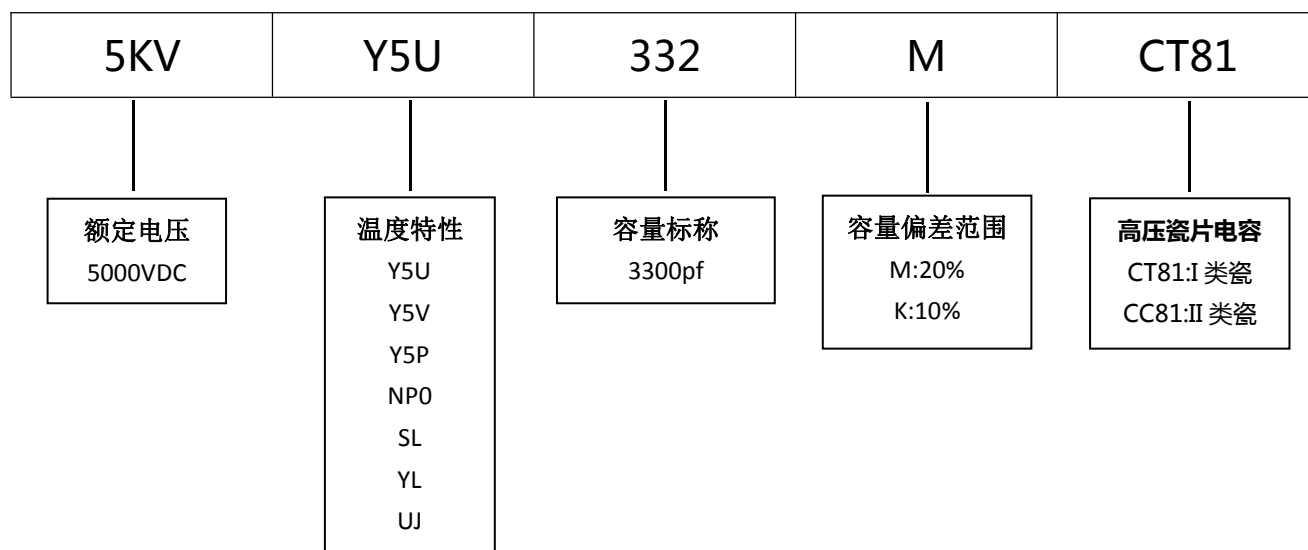 5KV Y5U 332 M CT81
额定电压
5000VDC
温度特性
Y5U
Y5V
Y5P
NP0
SL
YL
UJ
容量标称
3300pf
容量偏差范围
M:20%
K:10%
高压瓷片电容
CT81:I 类瓷
CC81:II 类瓷